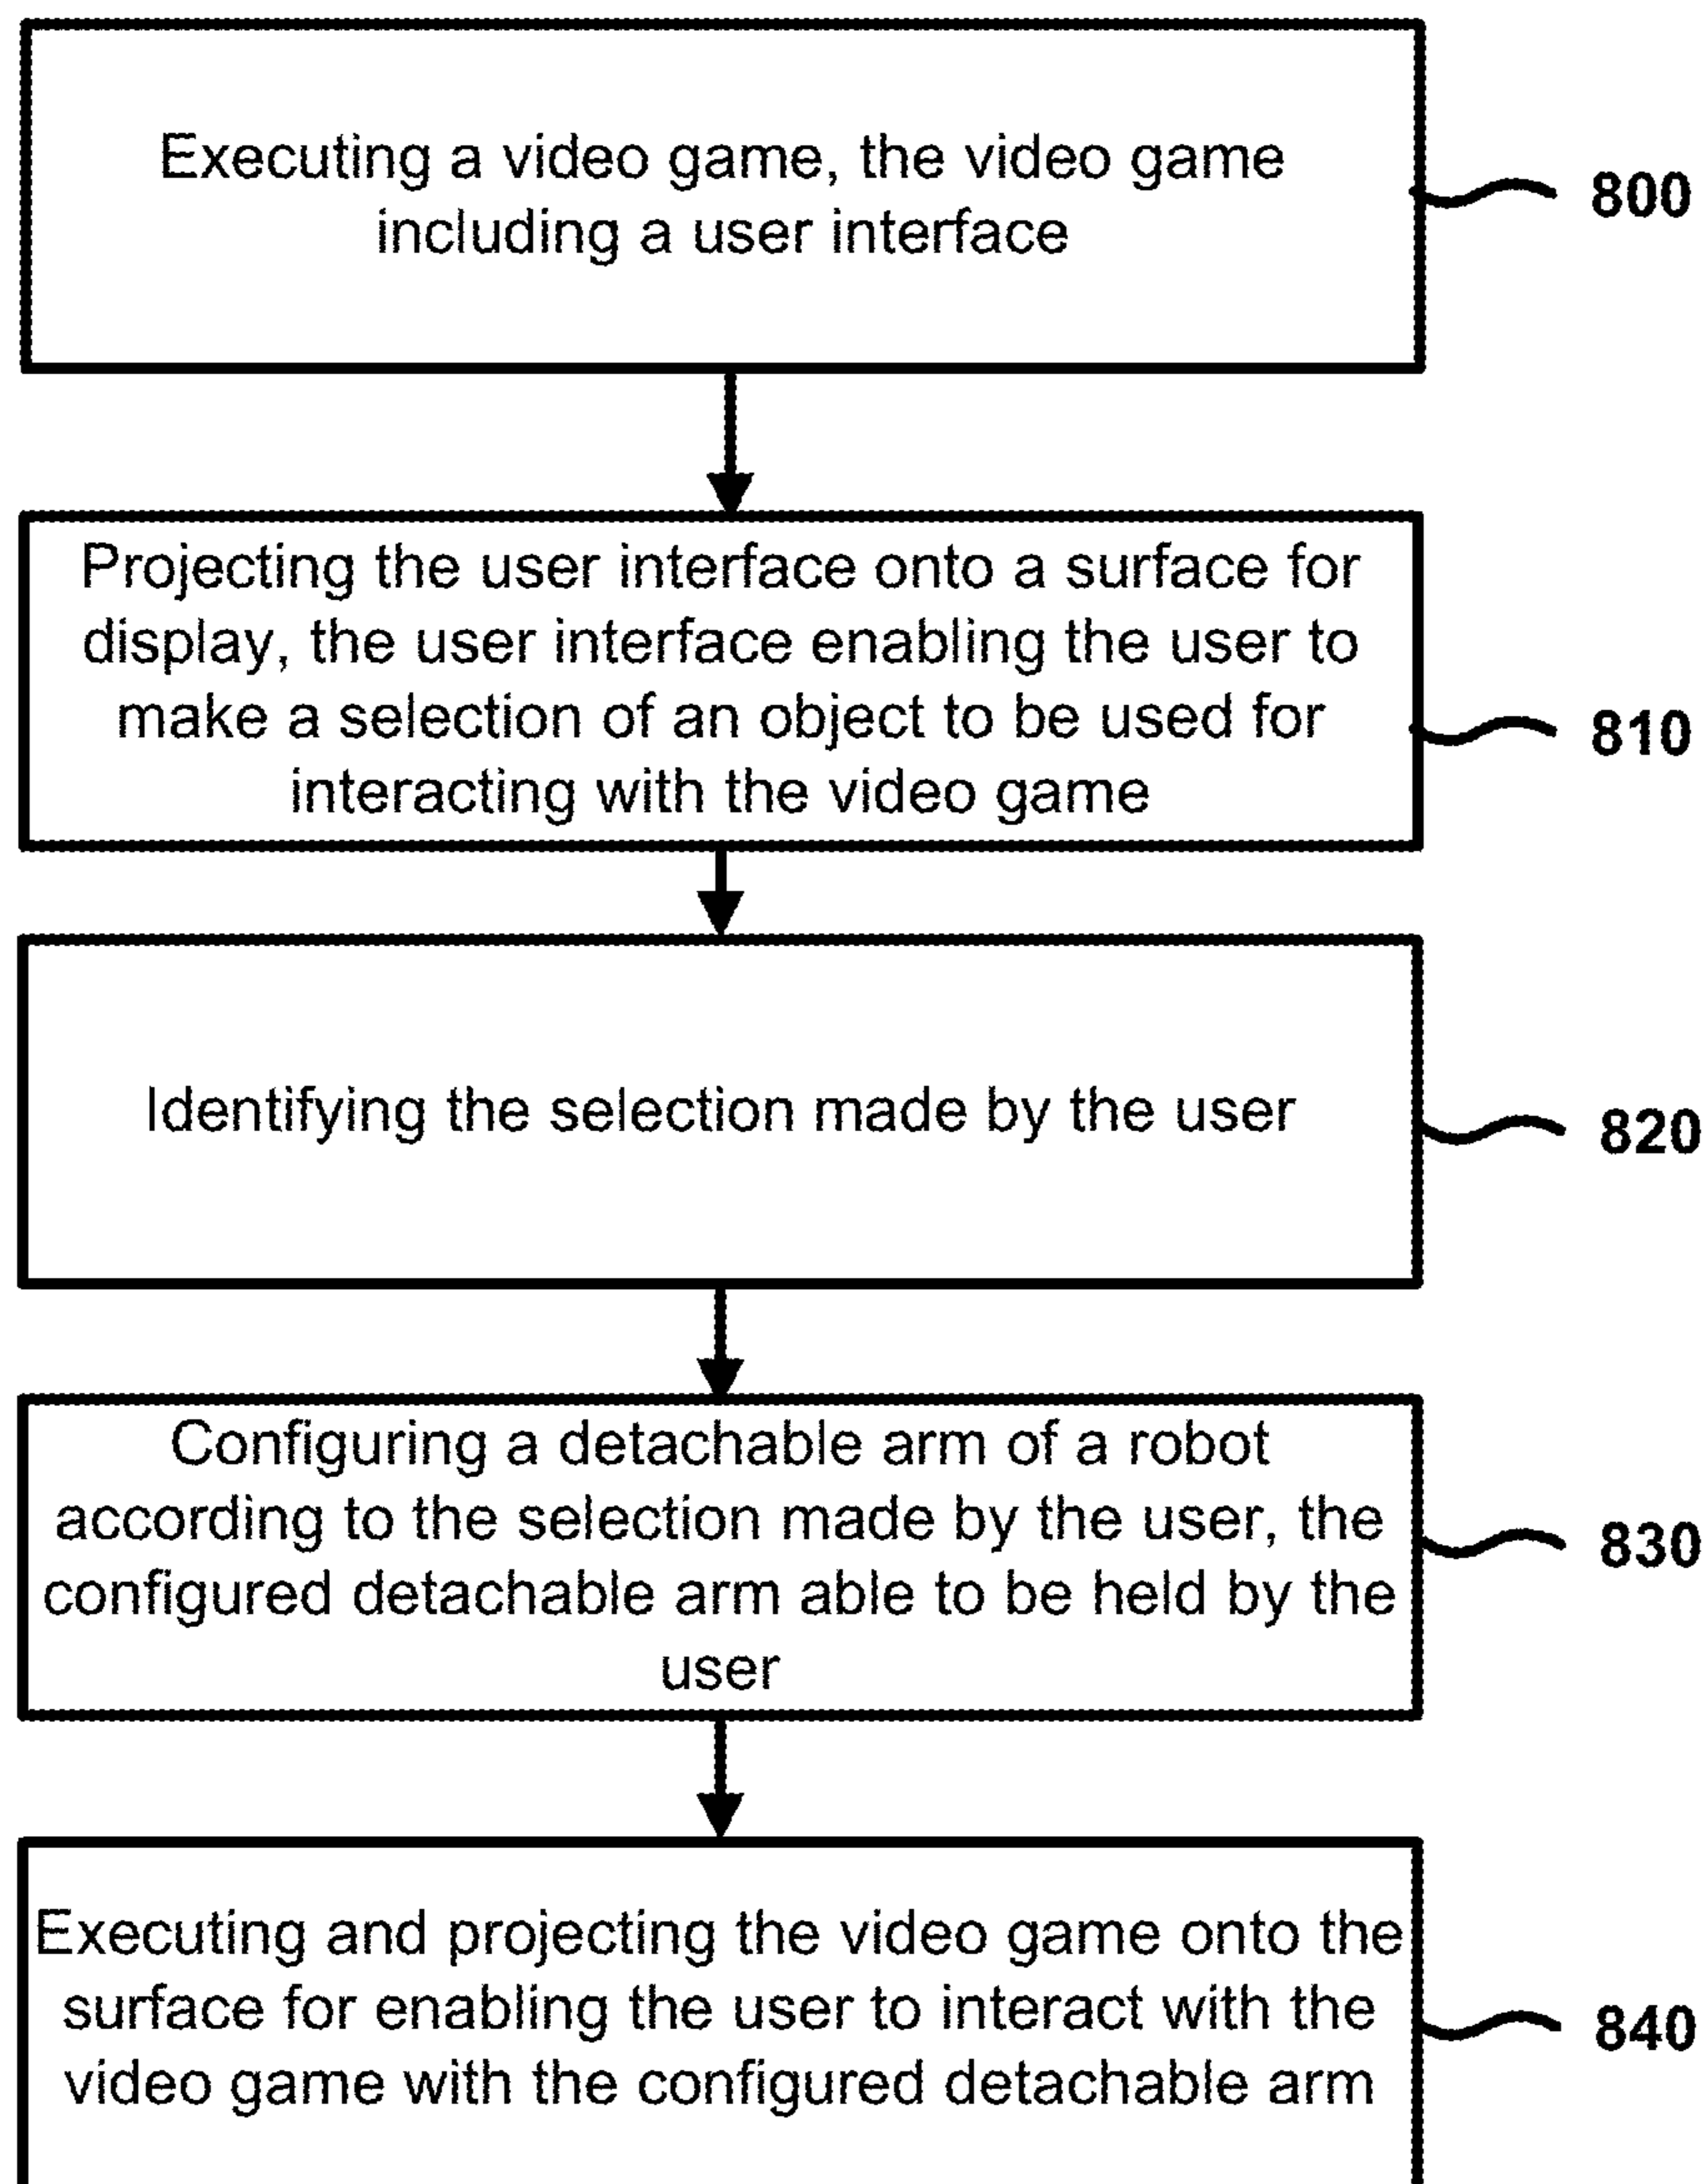 Executing a video game, the video game
including a user interface
800
Projecting the user interface onto a surface for
display, the user interface enabling the user to
make a selection of an object to be used for
interacting with the video game
810
Identifying the selection made by the user
820
Configuring a detachable arm of a robot
according to the selection made by the user, the
configured detachable arm able to be held by the
user
830
Executing and projecting the video game onto the
surface for enabling the user to interact with the
video game with the configured detachable arm
840